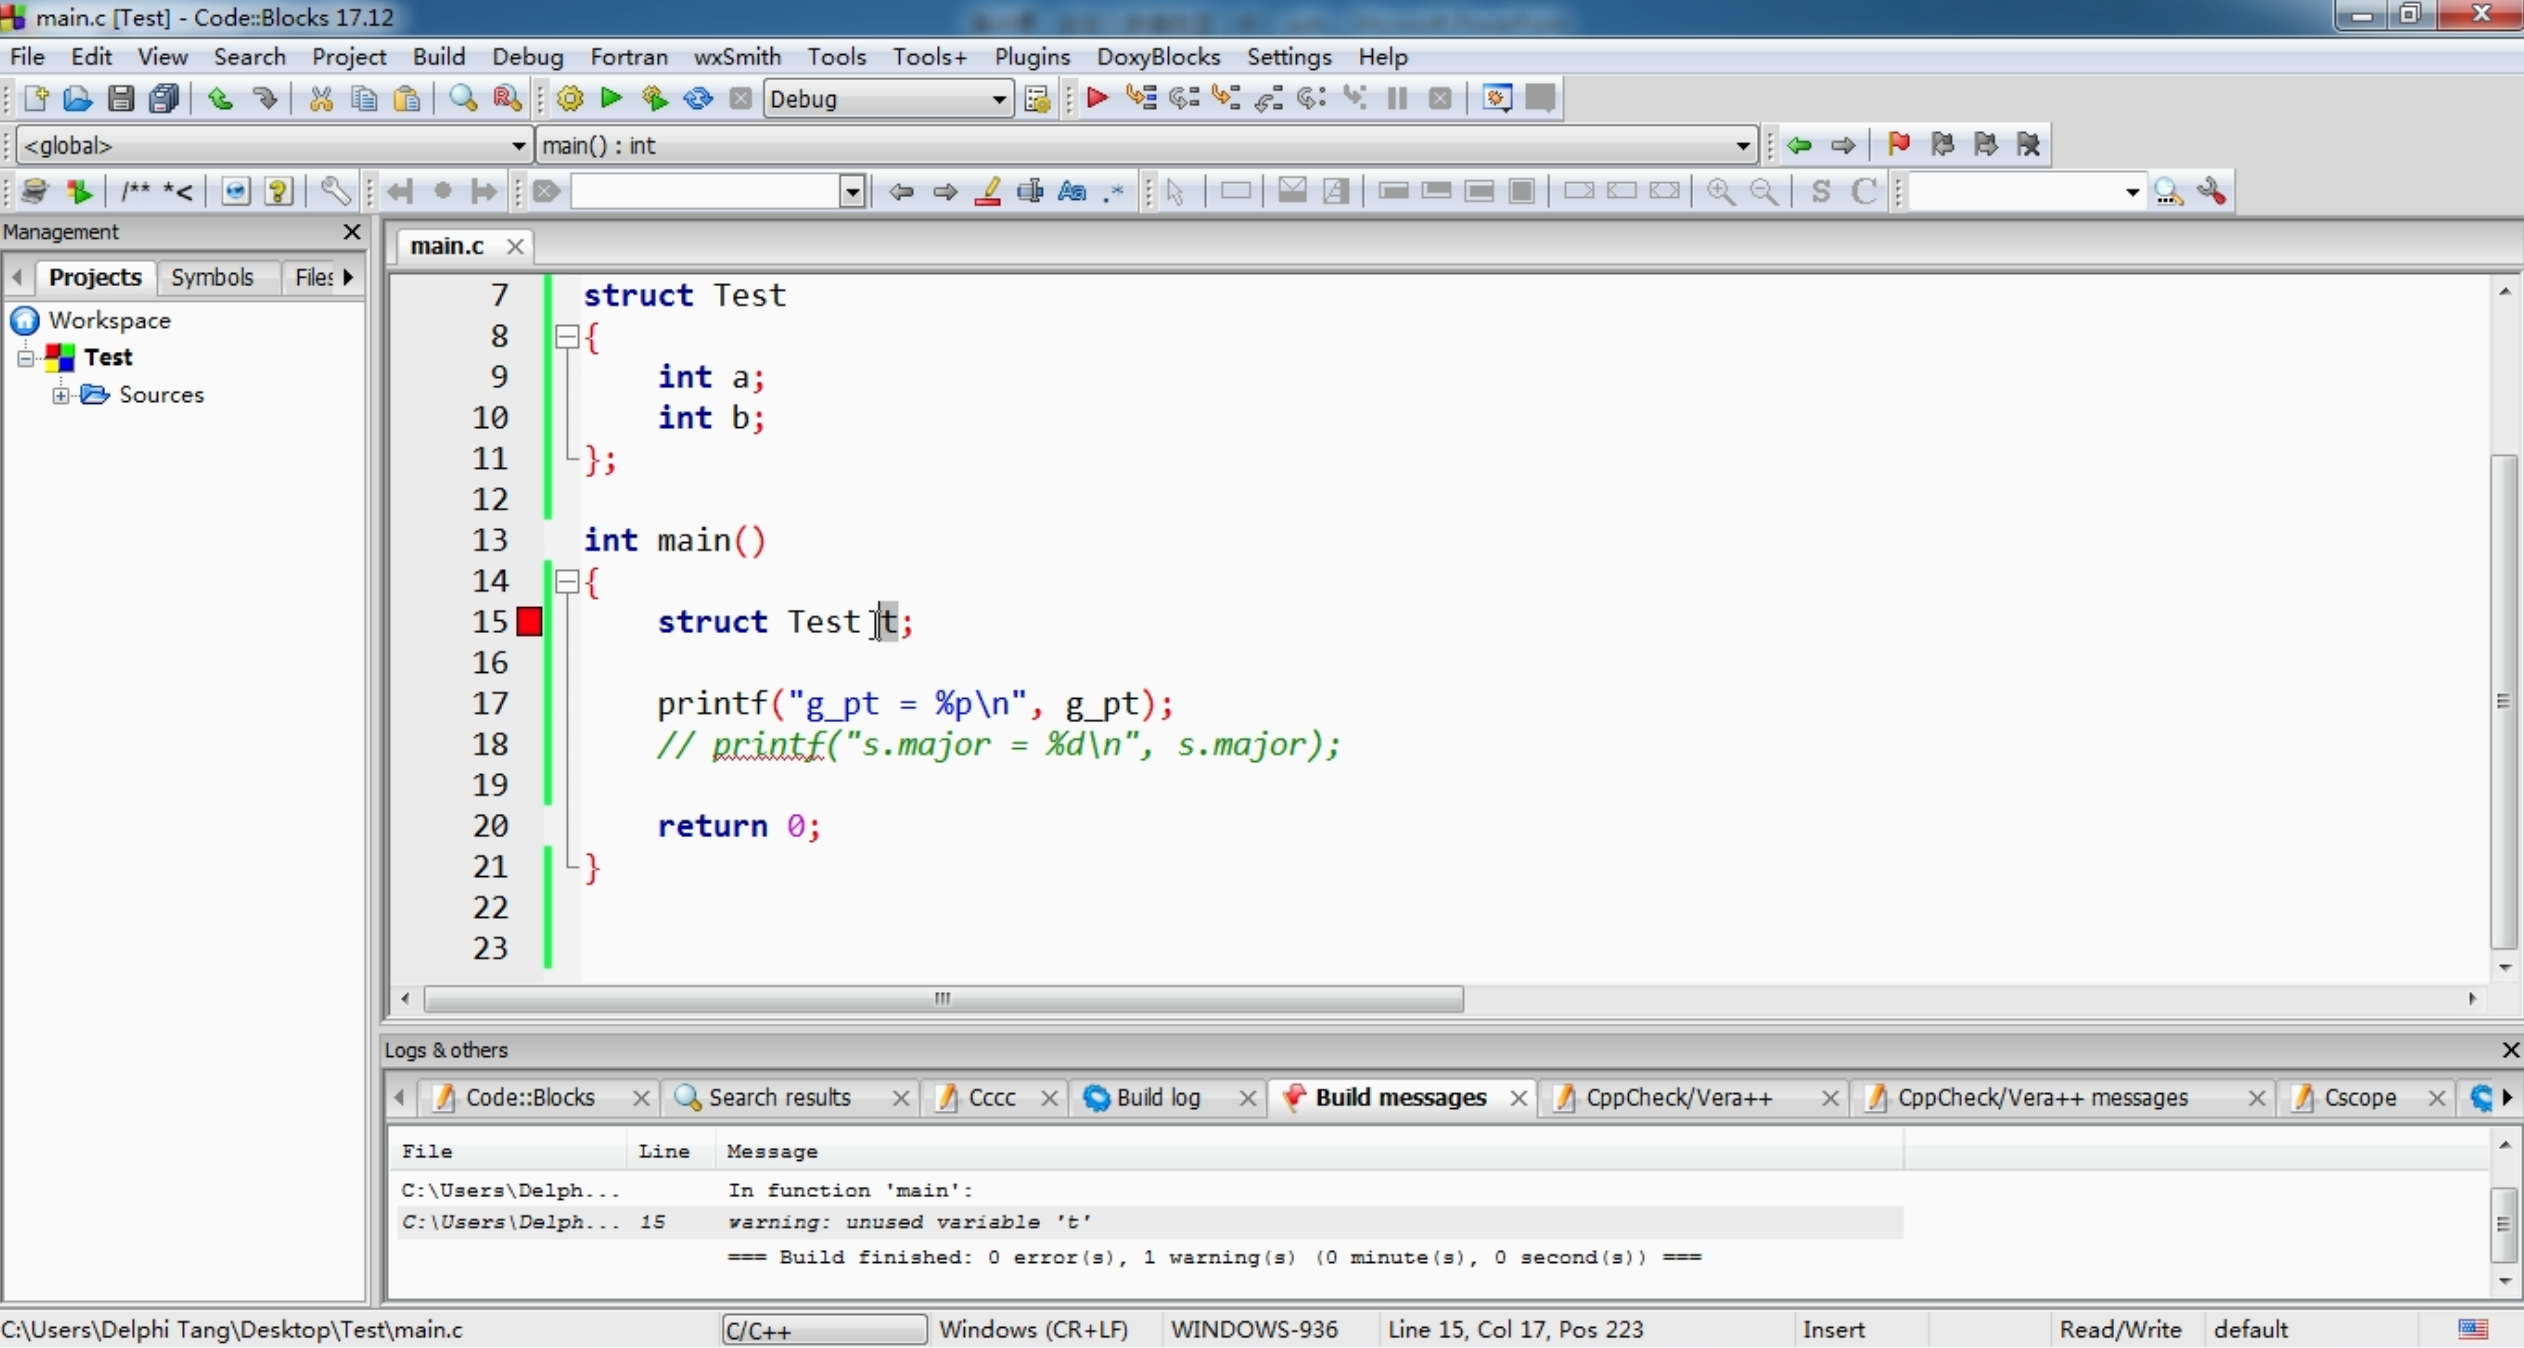 main.c [Test] - Code::Blocks 17.12
File Edit View Search Project Build Debug Fortran wxSmith Tools Tools+ Plugins DoxyBlocks Settings Help
Debug
<global> main() : int
/** *<
S C
Management
main.c
Projects Symbols Files
Workspace
Test
Sources
7 struct Test
8 {
9 int a;
10 int b;
11 };
12
13 int main()
14 {
15 struct Test t;
16
17 printf("g_pt = %p\n", g_pt);
18 // printf("s.major = %d\n", s.major);
19
20 return 0;
21 }
22
23
Logs & others
Code::Blocks Search results Cccc Build log Build messages CppCheck/Vera++ CppCheck/Vera++ messages Cscope
File Line Message
C:\Users\Delph... In function 'main':
C:\Users\Delph... 15 warning: unused variable 't'
=== Build finished: 0 error(s), 1 warning(s) (0 minute(s), 0 second(s)) ===
C:\Users\Delphi Tang\Desktop\Test\main.c C/C++ Windows (CR+LF) WINDOWS-936 Line 15, Col 17, Pos 223 Insert Read/Write default